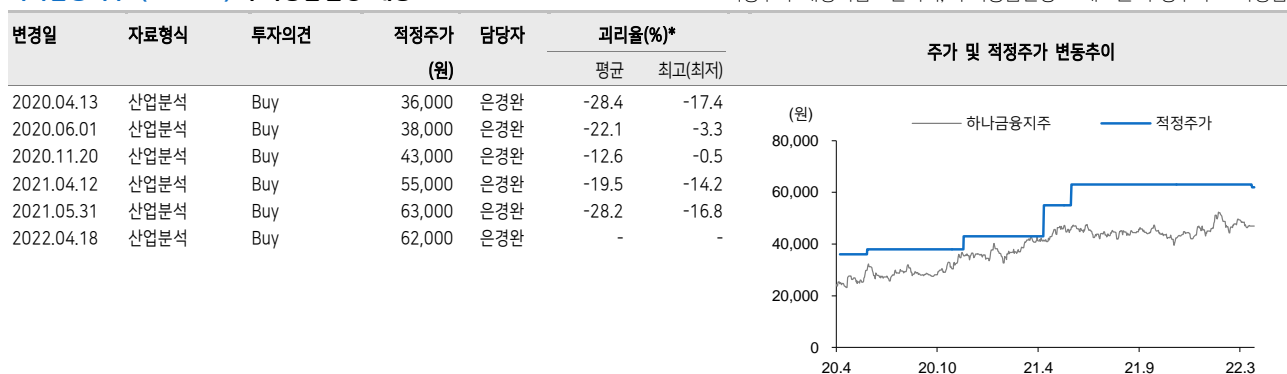 변경일 자료형식 투자의견 적정주가 담당자 괴리율(%)* 주가 및 적정주가 변동추이
(원) 평균 최고(최저)
2020.04.13 산업분석 Buy 36,000 은경완 -28.4 -17.4
2020.06.01 산업분석 Buy 38,000 은경완 -22.1 -3.3
2020.11.20 산업분석 Buy 43,000 은경완 -12.6 -0.5
2021.04.12 산업분석 Buy 55,000 은경완 -19.5 -14.2
2021.05.31 산업분석 Buy 63,000 은경완 -28.2 -16.8
2022.04.18 산업분석 Buy 62,000 은경완 - -
(원)
하나금융지주 적정주가
80,000
60,000
40,000
20,000
0
20.4 20.10 21.4 21.9 22.3